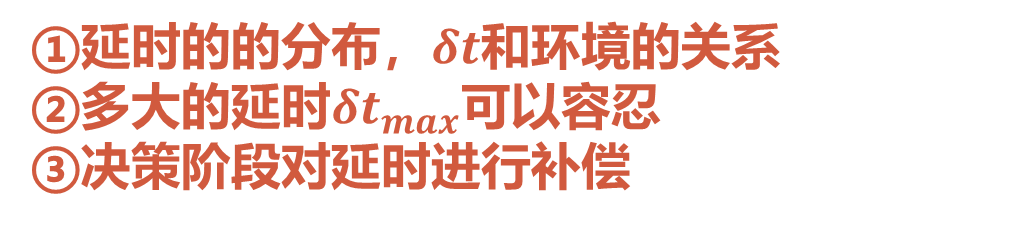 ①延时的的分布，δt和环境的关系
②多大的延时δt_max可以容忍
③决策阶段对延时进行补偿